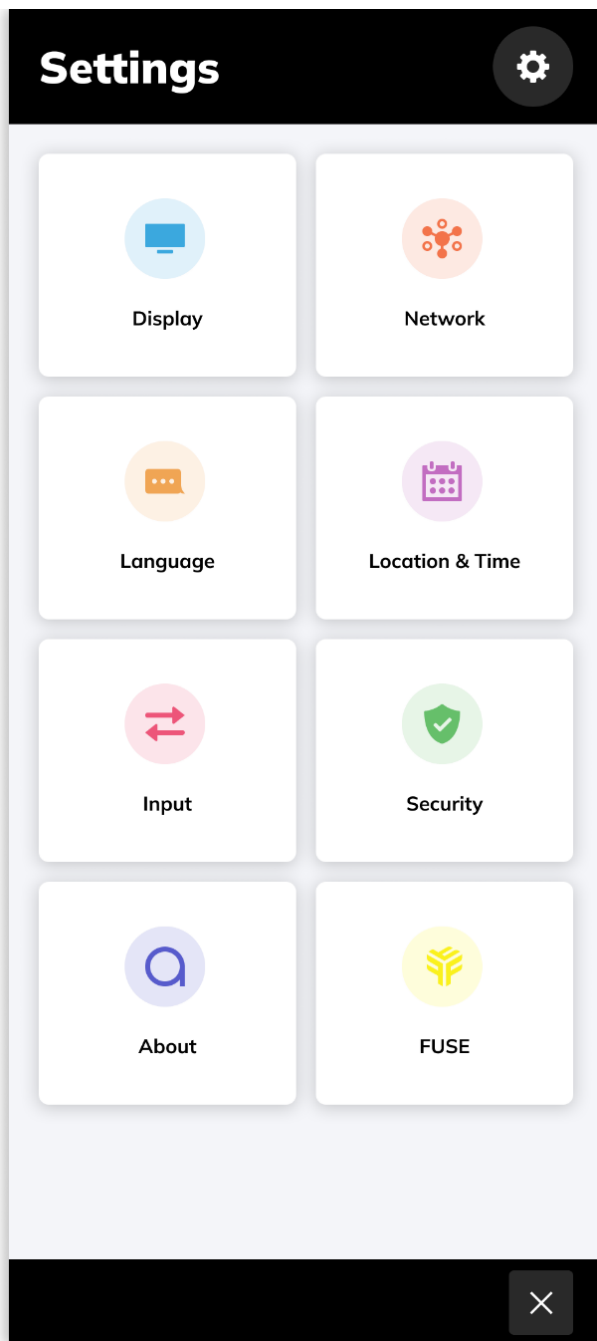 Settings
Display
Network
Language
Location & Time
Input
Security
About
FUSE